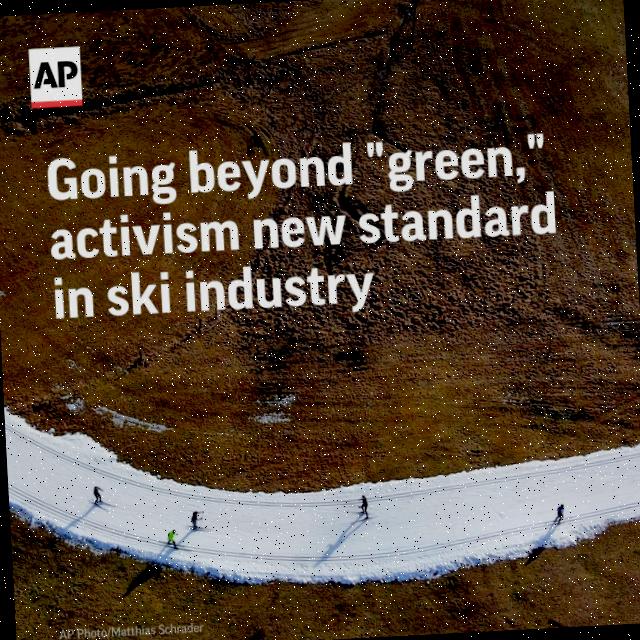 AP
Going beyond "green,"
activism new standard
in ski industry
AP Photo/Matthias Schrader